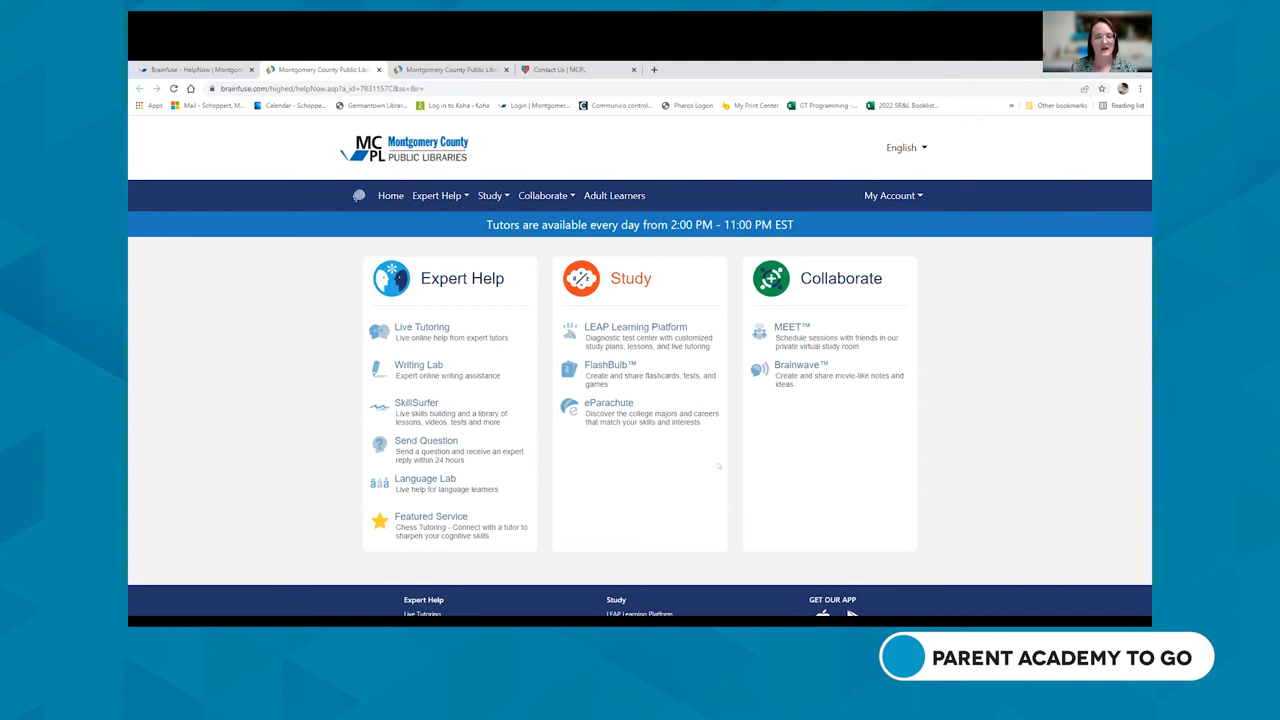 Brainfuse - HelpNow | Montgom
Montgomery County Public Libr
Montgomery County Public Libr
Contact Us | MCPL
brainfuse.com/highed/helpNow.asp?a_id=7831157C&ss=&r=
Apps
Mail - Schoppert, M...
Calendar - Schoppe...
Germantown Librar...
Log in to Koha ‹ Koha
Login | Montgomer...
Communico control...
Pharos Logon
My Print Center
GT Programming -...
2022 SR&L Booklist...
»
Other bookmarks
Reading list
MC PL Montgomery County
PUBLIC LIBRARIES
English
Home
Expert Help
Study
Collaborate
Adult Learners
My Account
Tutors are available every day from 2:00 PM - 11:00 PM EST
Expert Help
Live Tutoring
Live online help from expert tutors
Writing Lab
Expert online writing assistance
SkillSurfer
Live skills building and a library of
lessons, videos, tests and more
Send Question
Send a question and receive an expert
reply within 24 hours
áäâ
Language Lab
Live help for language learners
Featured Service
Chess Tutoring - Connect with a tutor to
sharpen your cognitive skills
Study
LEAP Learning Platform
Diagnostic test center with customized
study plans, lessons, and live tutoring
FlashBulb™
Create and share flashcards, tests, and
games
eParachute
Discover the college majors and careers
that match your skills and interests.
Collaborate
MEET™
Schedule sessions with friends in our
private virtual study room
Brainwave™
Create and share movie-like notes and
ideas
Expert Help
Live Tutoring
Study
LEAP Learning Platform
GET OUR APP
PARENT ACADEMY TO GO